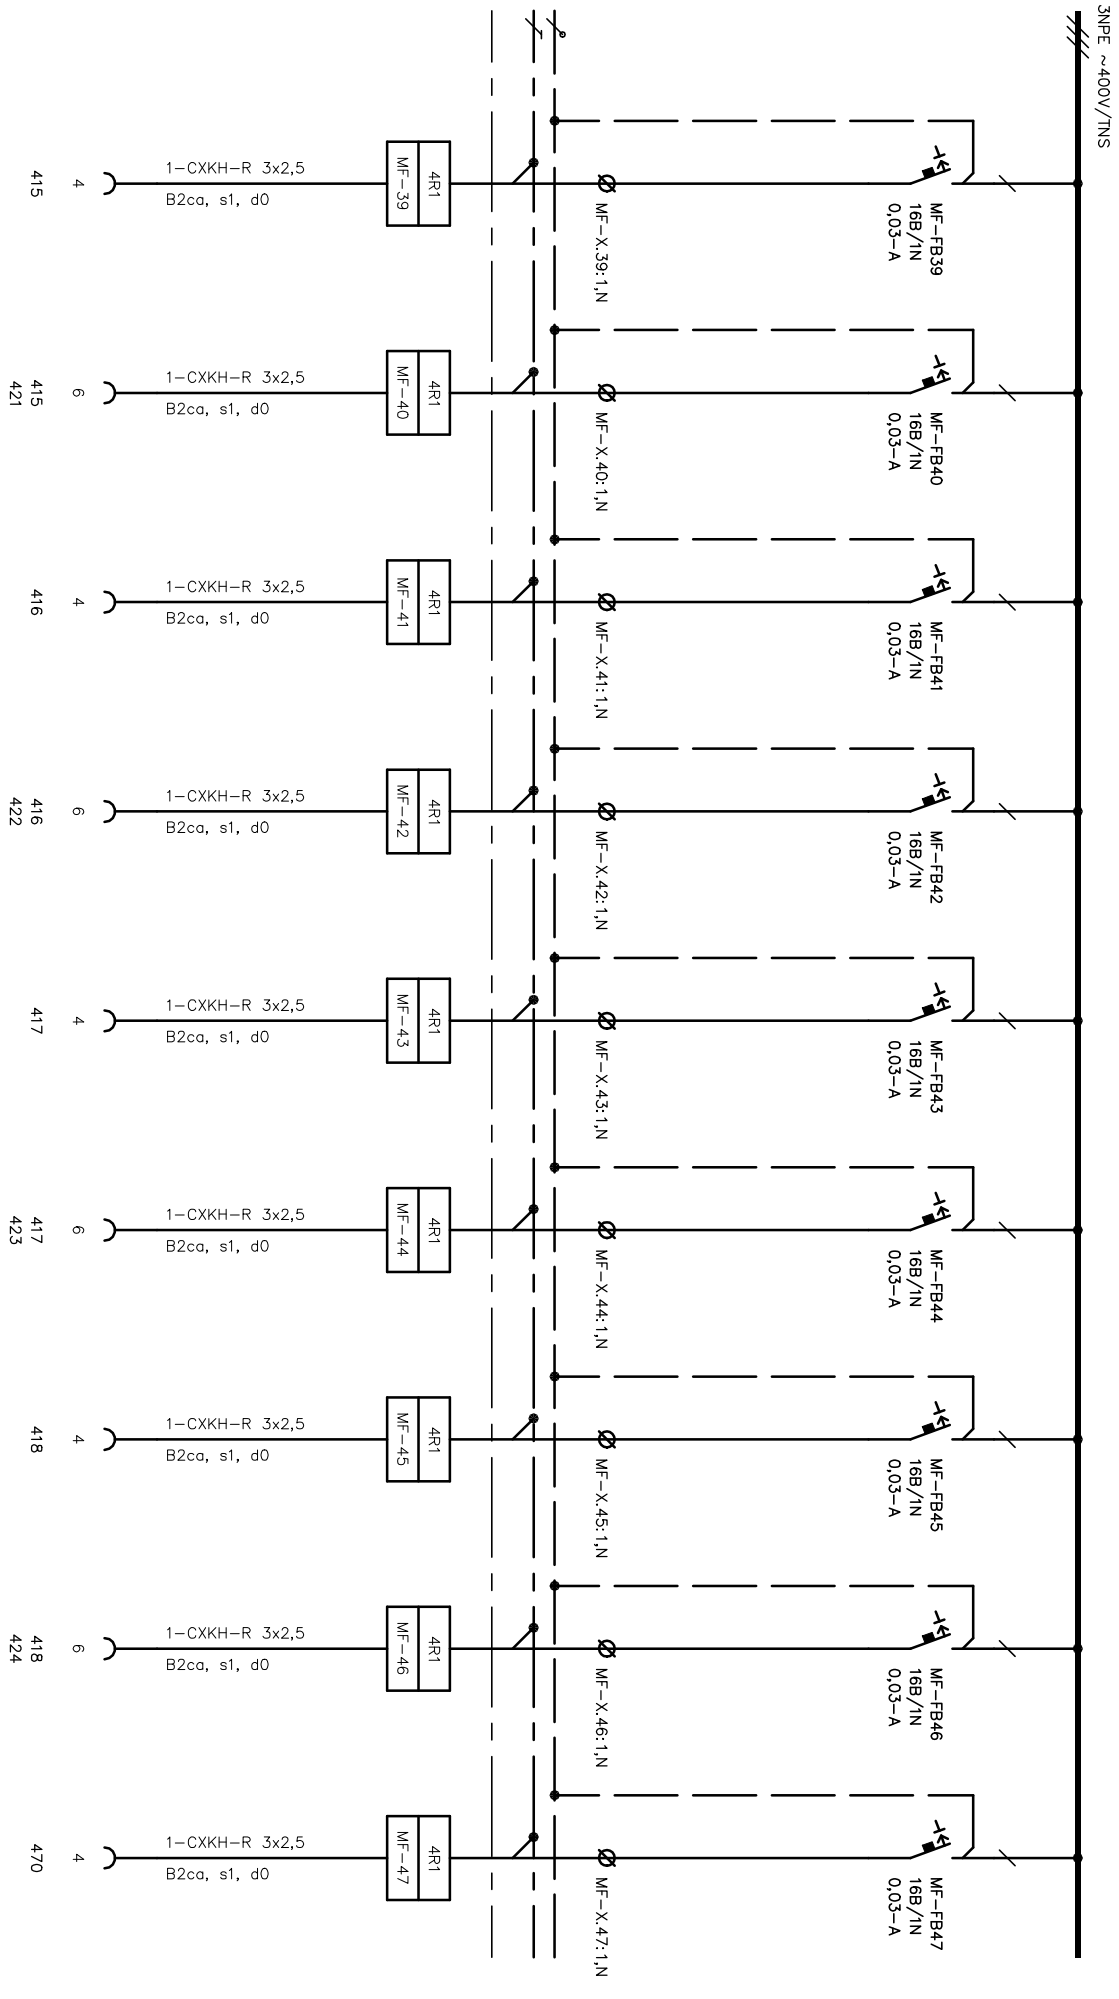 3NPE ~400V/TNS
MF-FB39
16B/1N
0,03-A
MF-X.39:1,N
4R1
MF-39
1-CXKH-R 3x2,5
B2ca, s1, d0
4
415
MF-FB40
16B/1N
0,03-A
MF-X.40:1,N
4R1
MF-40
1-CXKH-R 3x2,5
B2ca, s1, d0
6
415
421
MF-FB41
16B/1N
0,03-A
MF-X.41:1,N
4R1
MF-41
1-CXKH-R 3x2,5
B2ca, s1, d0
4
416
MF-FB42
16B/1N
0,03-A
MF-X.42:1,N
4R1
MF-42
1-CXKH-R 3x2,5
B2ca, s1, d0
6
416
422
MF-FB43
16B/1N
0,03-A
MF-X.43:1,N
4R1
MF-43
1-CXKH-R 3x2,5
B2ca, s1, d0
4
417
MF-FB44
16B/1N
0,03-A
MF-X.44:1,N
4R1
MF-44
1-CXKH-R 3x2,5
B2ca, s1, d0
6
417
423
MF-FB45
16B/1N
0,03-A
MF-X.45:1,N
4R1
MF-45
1-CXKH-R 3x2,5
B2ca, s1, d0
4
418
MF-FB46
16B/1N
0,03-A
MF-X.46:1,N
4R1
MF-46
1-CXKH-R 3x2,5
B2ca, s1, d0
6
418
424
MF-FB47
16B/1N
0,03-A
MF-X.47:1,N
4R1
MF-47
1-CXKH-R 3x2,5
B2ca, s1, d0
4
470